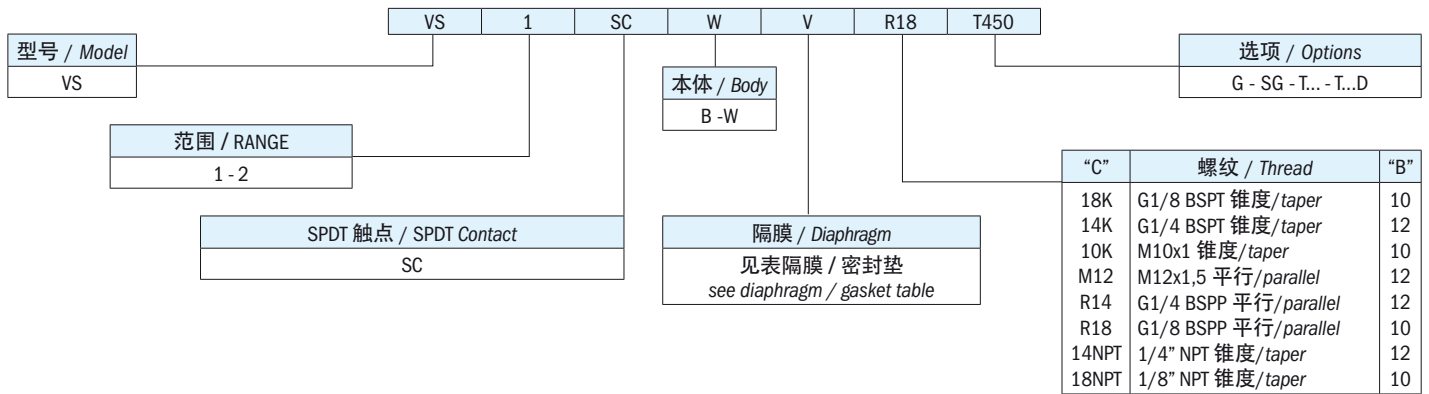 VS 1 SC W V R18 T450
型号 / Model
VS
选项 / Options
G - SG - T... - T...D
本体 / Body
B -W
范围 / RANGE
1 - 2
SPDT 触点 / SPDT Contact
SC
隔膜 / Diaphragm
见表隔膜 / 密封垫
see diaphragm / gasket table
“C” 螺纹 / Thread “B”
18K G1/8 BSPT 锥度/taper 10
14K G1/4 BSPT 锥度/taper 12
10K M10x1 锥度/taper 10
M12 M12x1,5 平行/parallel 12
R14 G1/4 BSPP 平行/parallel 12
R18 G1/8 BSPP 平行/parallel 10
14NPT 1/4” NPT 锥度/taper 12
18NPT 1/8” NPT 锥度/taper 10